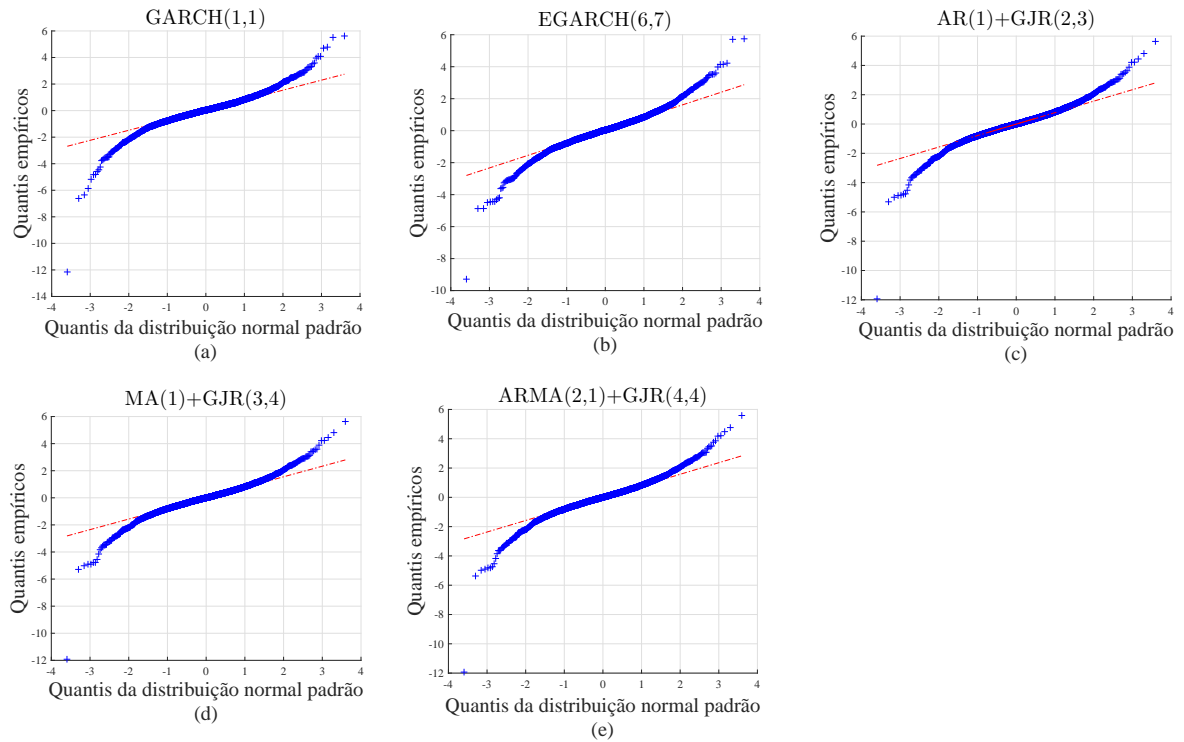 GARCH(1,1)
Quantis empíricos
6
4
2
0
-2
-4
-6
-8
-10
-12
-14
-4 -3 -2 -1 0 1 2 3 4
Quantis da distribuição normal padrão
(a)
EGARCH(6,7)
Quantis empíricos
6
4
2
0
-2
-4
-6
-8
-10
-4 -3 -2 -1 0 1 2 3 4
Quantis da distribuição normal padrão
(b)
AR(1)+GJR(2,3)
Quantis empíricos
6
4
2
0
-2
-4
-6
-8
-10
-12
-4 -3 -2 -1 0 1 2 3 4
Quantis da distribuição normal padrão
(c)
MA(1)+GJR(3,4)
Quantis empíricos
6
4
2
0
-2
-4
-6
-8
-10
-12
-4 -3 -2 -1 0 1 2 3 4
Quantis da distribuição normal padrão
(d)
ARMA(2,1)+GJR(4,4)
Quantis empíricos
6
4
2
0
-2
-4
-6
-8
-10
-12
-4 -3 -2 -1 0 1 2 3 4
Quantis da distribuição normal padrão
(e)